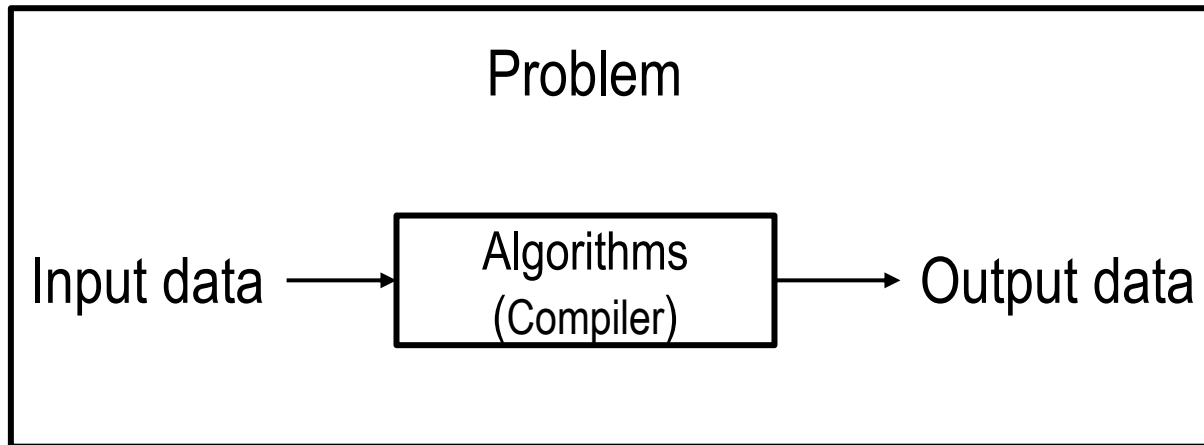 Problem
Input data
Algorithms
(Compiler)
Output data